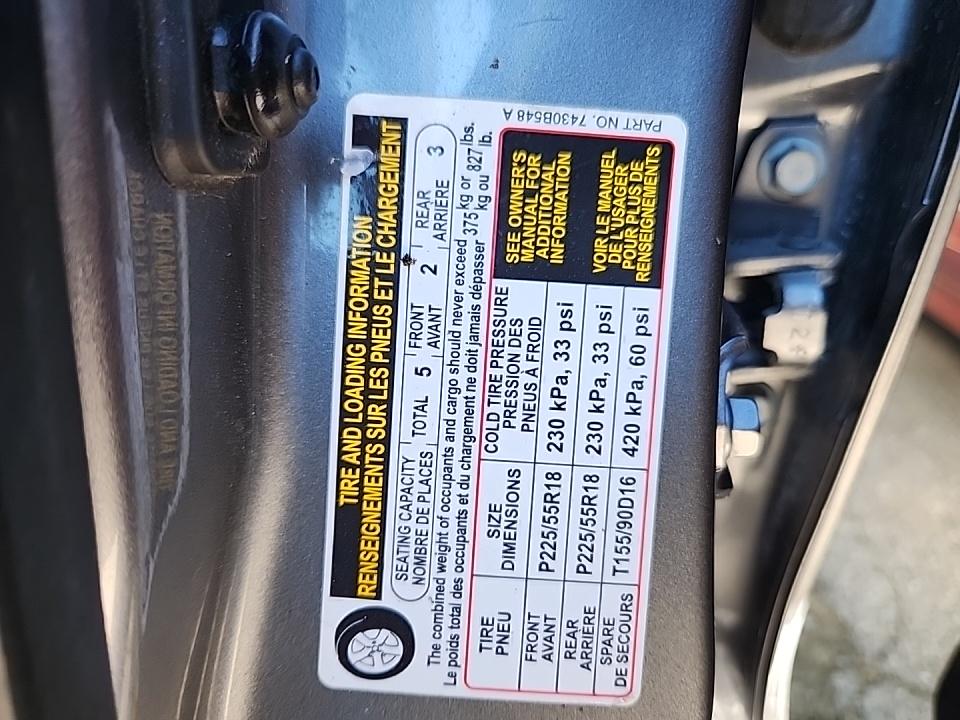 TIRE AND LOADING INFORMATION
RENSEIGNEMENTS SUR LES PNEUS ET LE CHARGEMENT
SEATING CAPACITY TOTAL 5 FRONT 2 REAR 3
NOMBRE DE PLACES AVANT ARRIÈRE
The combined weight of occupants and cargo should never exceed 375 kg or 827 lbs.
Le poids total des occupants et du chargement ne doit jamais dépasser kg ou lb.
TIRE SIZE COLD TIRE PRESSURE
PNEU DIMENSIONS PRESSION DES
PNEUS À FROID
FRONT P225/55R18 230 kPa, 33 psi
AVANT
REAR P225/55R18 230 kPa, 33 psi
ARRIERE
SPARE T155/90D16 420 kPa, 60 psi
DE SECOURS
SEE OWNER'S
MANUAL FOR
ADDITIONAL
INFORMATION
VOIR LE MANUEL
DE L'USAGER
POUR PLUS DE
RENSEIGNEMENTS
PART NO. 7430B548 A